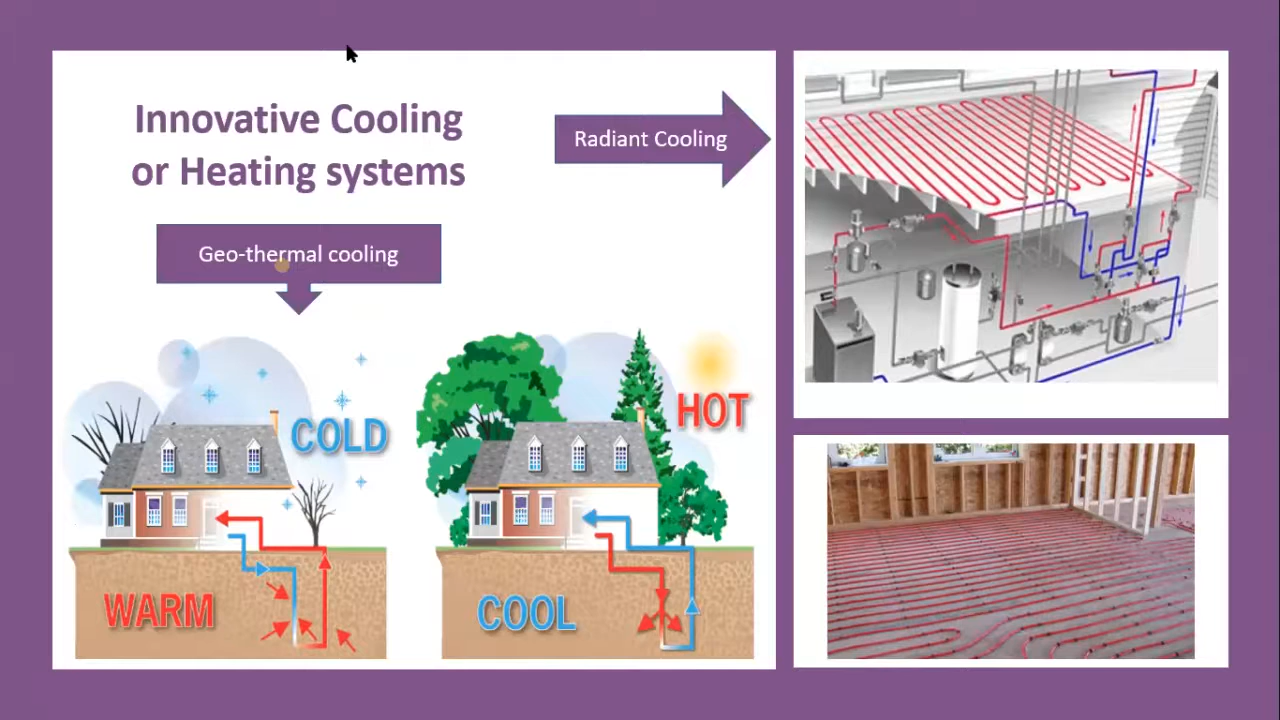 Innovative Cooling
or Heating systems
Radiant Cooling
Geo-thermal cooling
COLD
HOT
WARM
COOL